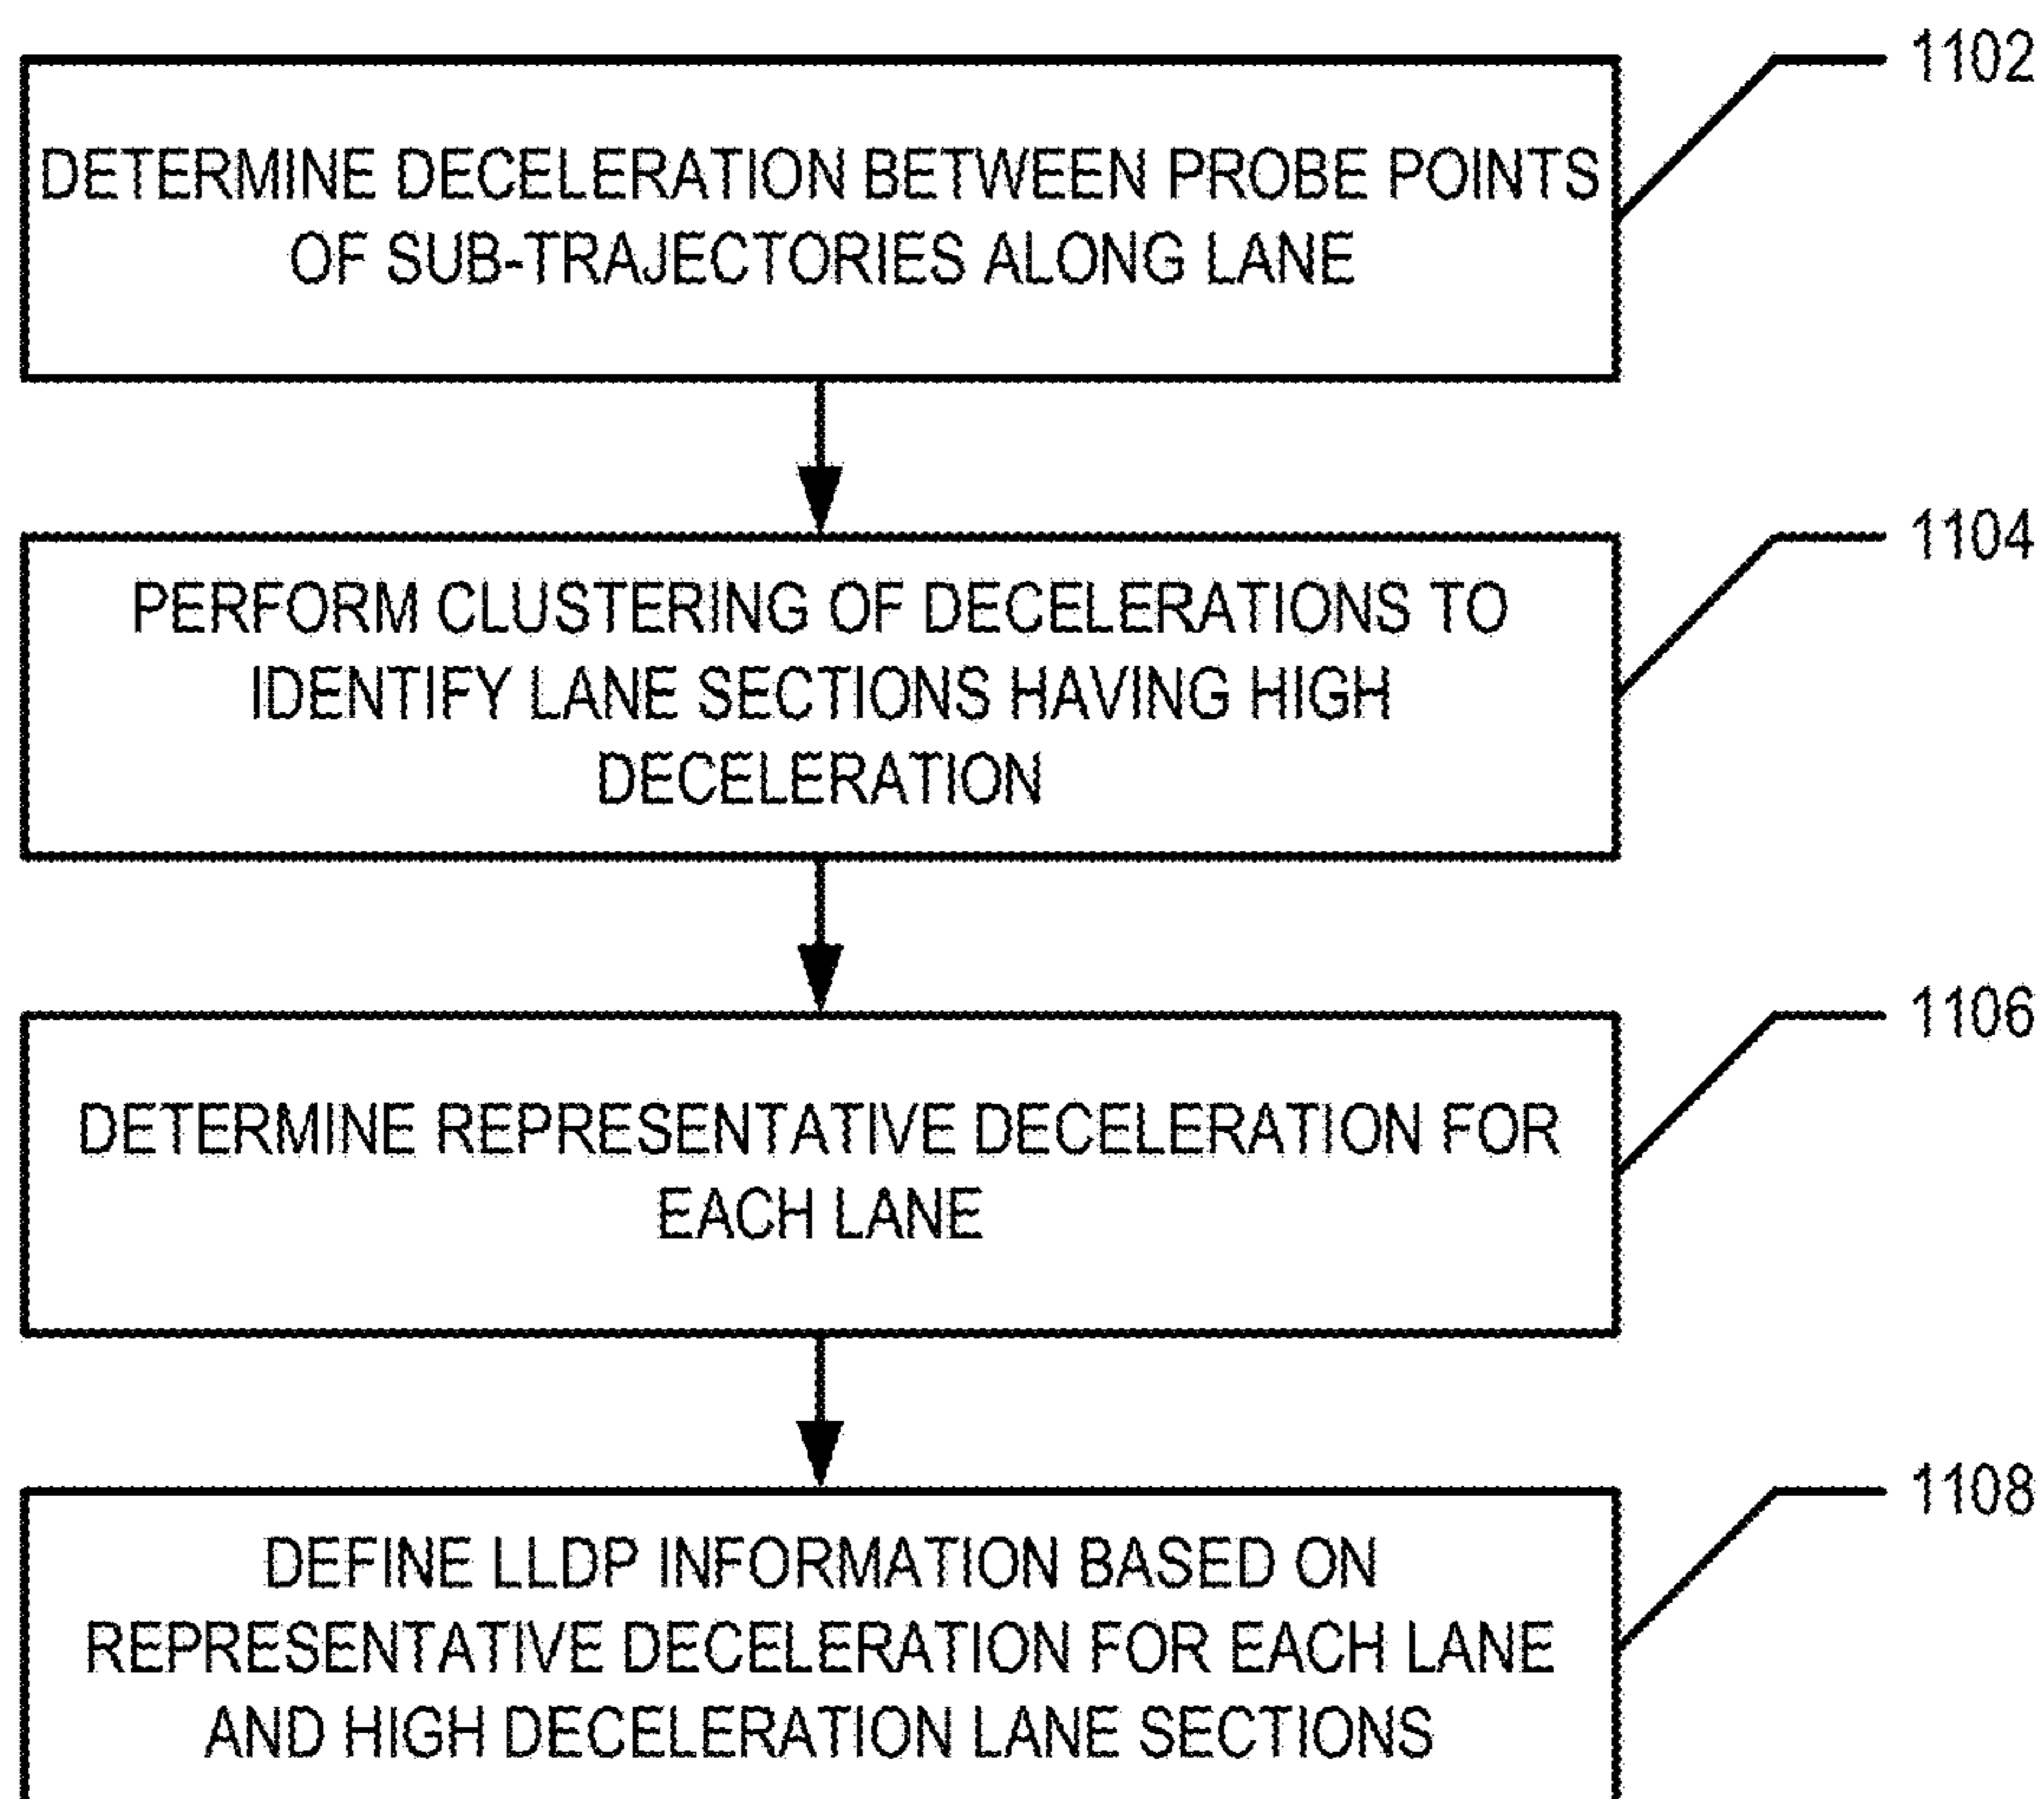 1102
DETERMINE DECELERATION BETWEEN PROBE POINTS
OF SUB-TRAJECTORIES ALONG LANE
1104
PERFORM CLUSTERING OF DECELERATIONS TO
IDENTIFY LANE SECTIONS HAVING HIGH
DECELERATION
1106
DETERMINE REPRESENTATIVE DECELERATION FOR
EACH LANE
1108
DEFINE LLDP INFORMATION BASED ON
REPRESENTATIVE DECELERATION FOR EACH LANE
AND HIGH DECELERATION LANE SECTIONS